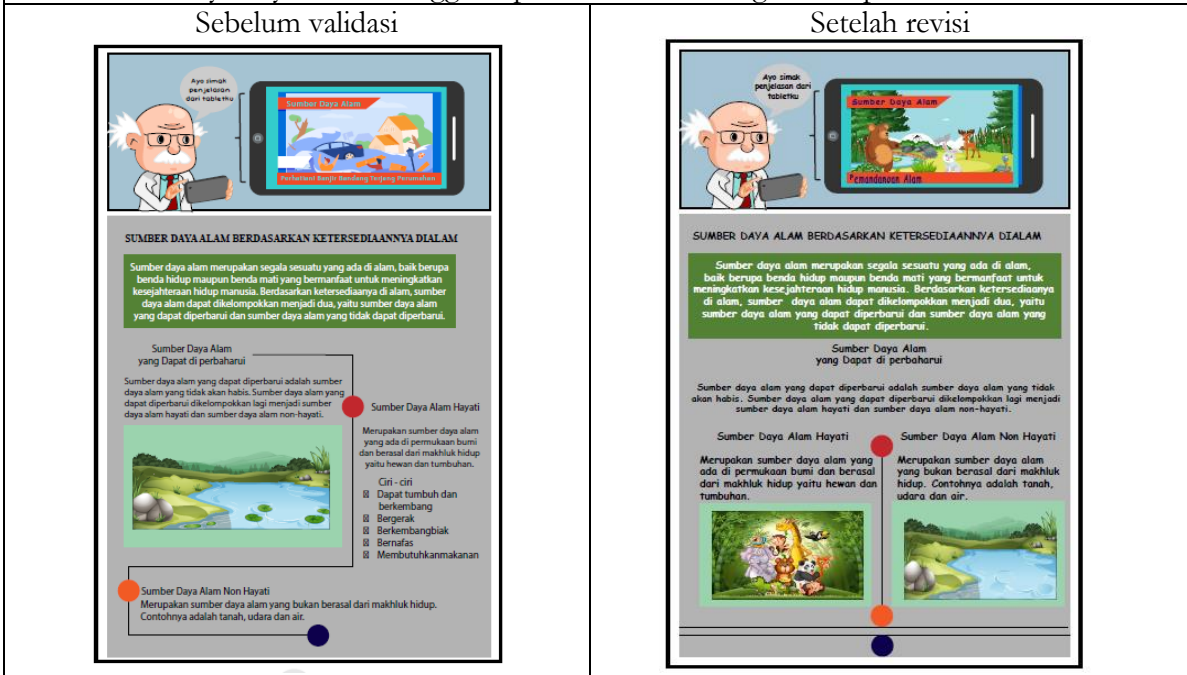 Sebelum validasi
Ayo simak
penjelasan
dari tabletku
Sumber Daya Alam
Perhatian! Banjir Bandang Terjang Perumahan
SUMBER DAYA ALAM BERDASARKAN KETERSEDIAANNYA DIALAM
Sumber daya alam merupakan segala sesuatu yang ada di alam, baik berupa
benda hidup maupun benda mati yang bermanfaat untuk meningkatkan
kesejahteraan hidup manusia. Berdasarkan ketersediaanya di alam, sumber
daya alam dapat dikelompokkan menjadi dua, yaitu sumber daya alam
yang dapat diperbarui dan sumber daya alam yang tidak dapat diperbarui.
Sumber Daya Alam
yang Dapat di perbaharui
Sumber daya alam yang dapat diperbarui adalah sumber
daya alam yang tidak akan habis. Sumber daya alam yang
dapat diperbarui dikelompokkan lagi menjadi sumber
daya alam hayati dan sumber daya alam non-hayati.
Sumber Daya Alam Hayati
Merupakan sumber daya alam
yang ada di permukaan bumi
dan berasal dari makhluk hidup
yaitu hewan dan tumbuhan.
Ciri - ciri
Dapat tumbuh dan
berkembang
Bergerak
Berkembangbiak
Bernafas
Membutuhkanmakanan
Sumber Daya Alam Non Hayati
Merupakan sumber daya alam yang bukan berasal dari makhluk hidup.
Contohnya adalah tanah, udara dan air.
Setelah revisi
Ayo simak
penjelasan dari
tabletku
Sumber Daya Alam
Pemandangan Alam
SUMBER DAYA ALAM BERDASARKAN KETERSEDIAANNYA DIALAM
Sumber daya alam merupakan segala sesuatu yang ada di alam,
baik berupa benda hidup maupun benda mati yang bermanfaat untuk
meningkatkan kesejahteraan hidup manusia. Berdasarkan ketersediaanya
di alam, sumber daya alam dapat dikelompokkan menjadi dua, yaitu
sumber daya alam yang dapat diperbarui dan sumber daya alam yang
tidak dapat diperbarui.
Sumber Daya Alam
yang Dapat di perbaharui
Sumber daya alam yang dapat diperbarui adalah sumber daya alam yang tidak
akan habis. Sumber daya alam yang dapat diperbarui dikelompokkan lagi menjadi
sumber daya alam hayati dan sumber daya alam non-hayati.
Sumber Daya Alam Hayati
Merupakan sumber daya alam yang
ada di permukaan bumi dan berasal
dari makhluk hidup yaitu hewan dan
tumbuhan.
Sumber Daya Alam Non Hayati
Merupakan sumber daya alam
yang bukan berasal dari makhluk
hidup. Contohnya adalah tanah,
udara dan air.